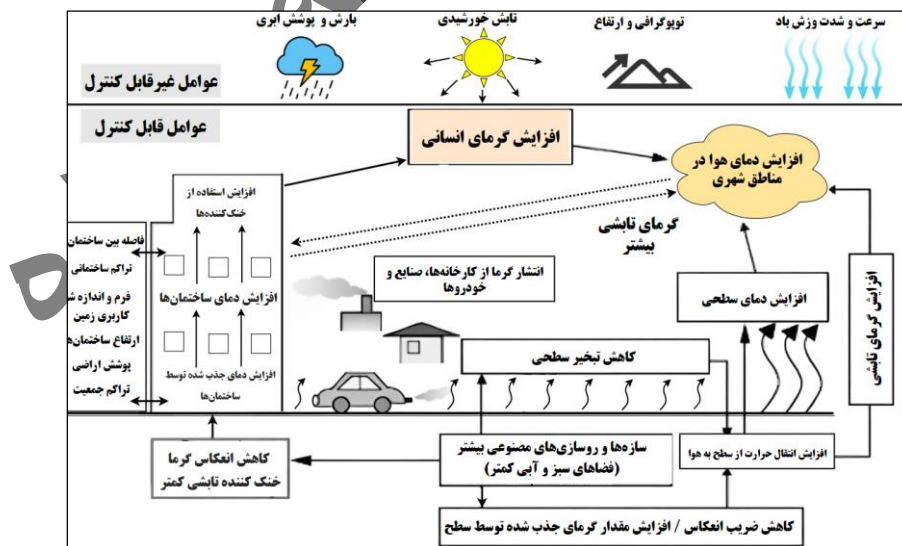 سرعت و شدت وزش باد
توپوگرافی و ارتفاع
تابش خورشیدی
بارش و پوشش ابری
عوامل غیرقابل کنترل
عوامل قابل کنترل
افزایش گرمای انسانی
افزایش دمای هوا در
مناطق شهری
گرمای تابشی
بیشتر
افزایش استفاده از
خنک‌کننده‌ها
افزایش دمای ساختمان‌ها
افزایش دمای جذب شده توسط
ساختمان‌ها
فاصله بین ساختمان
تراکم ساختمانی
فرم و اندازه ش
کاربری زمین
ارتفاع ساختمان‌ه
پوشش اراضی
تراکم جمعیت
انتشار گرما از کارخانه‌ها، صنایع و
خودروها
افزایش دمای سطحی
افزایش گرمای تابشی
کاهش تبخیر سطحی
افزایش انتقال حرارت از سطح به هوا
سازه‌ها و روسازی‌های مصنوعی بیشتر
(فضاهای سبز و آبی کمتر)
کاهش انعکاس گرما
خنک کننده تابشی کمتر
کاهش ضریب انعکاس / افزایش مقدار گرمای جذب شده توسط سطح